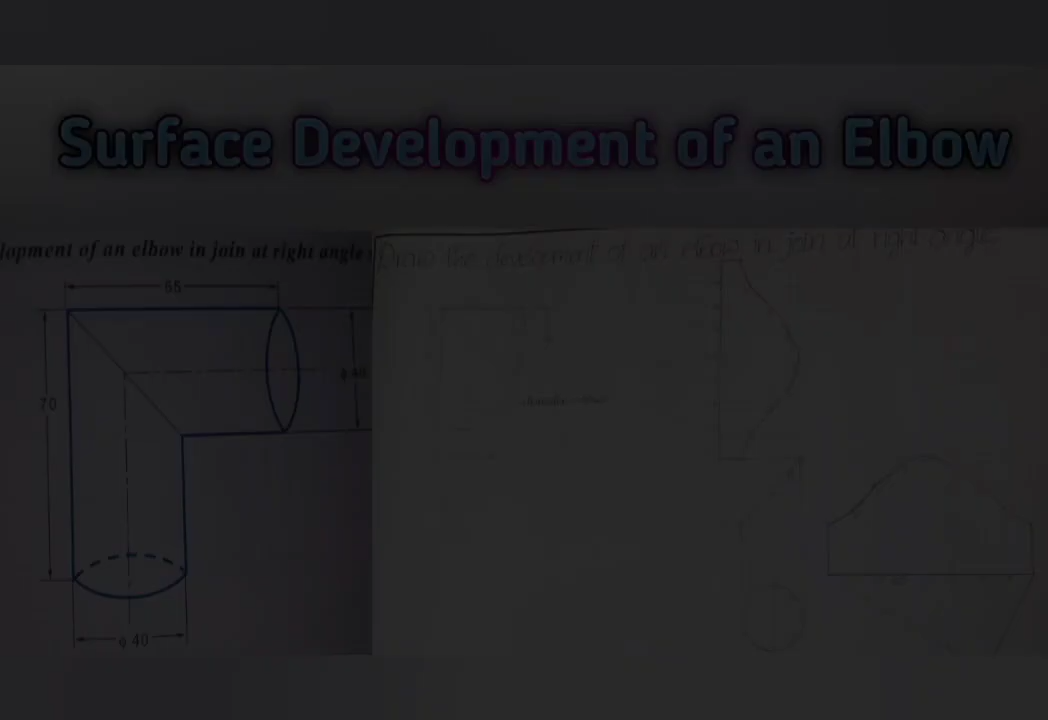 Surface Development of an Elbow
lopment of an elbow in join at right angle
Draw the development of an elbow in join at right angle
55
70
ϕ 40
ϕ 40